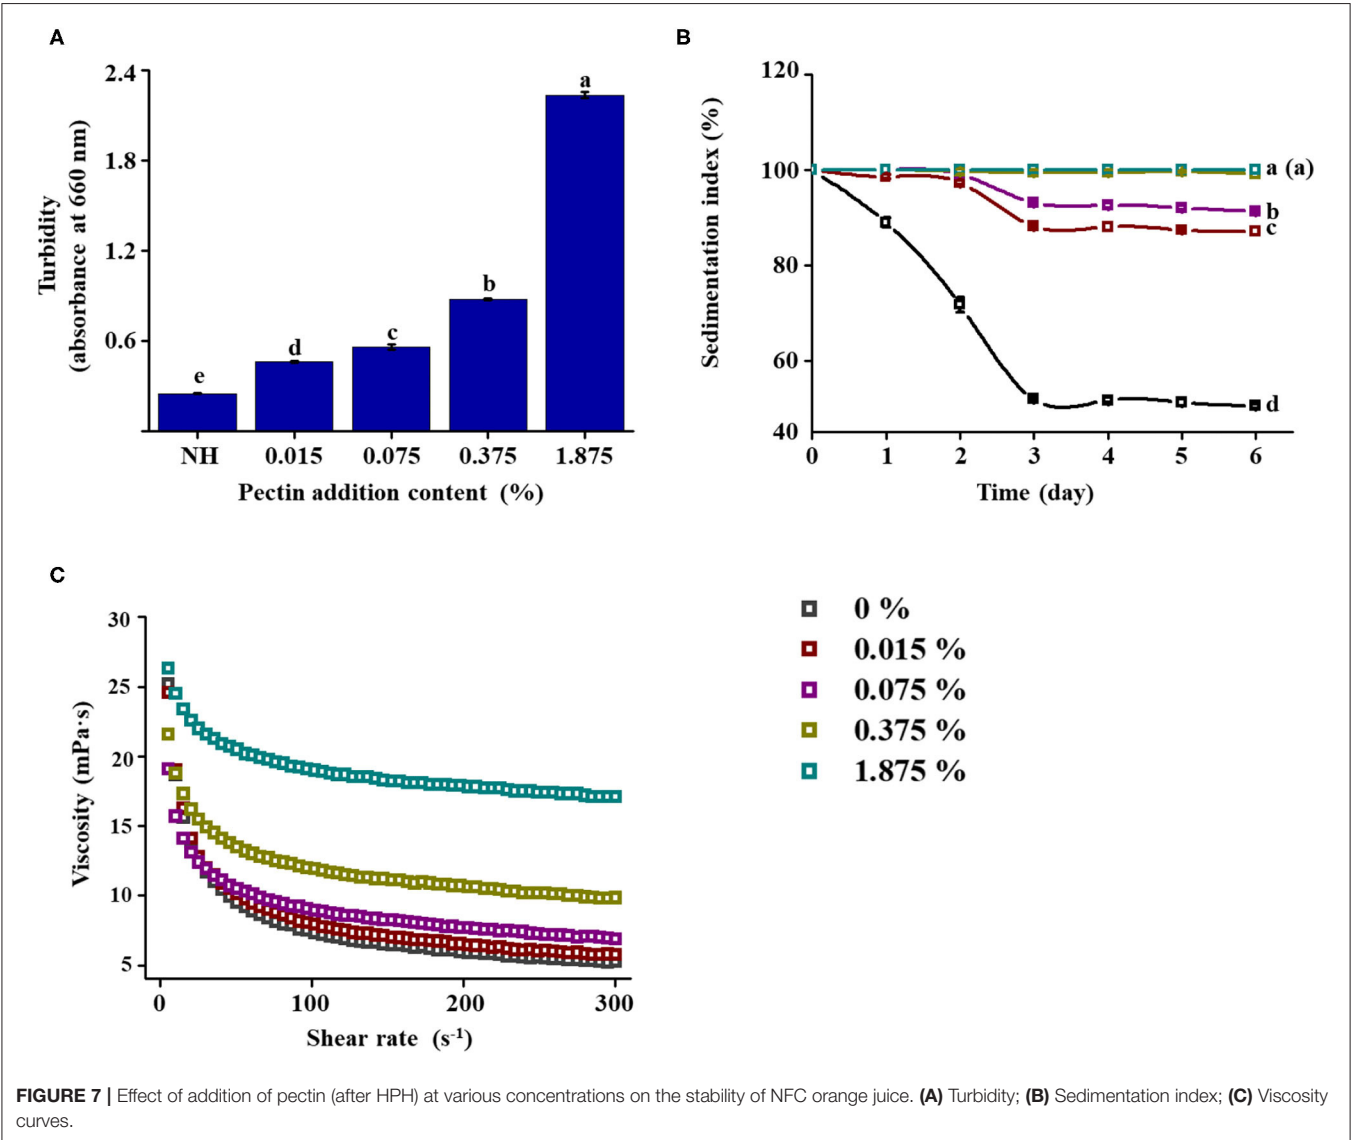 A
2.4
1.8
1.2
0.6
Turbidity
(absorbance at 660 nm)
e
d
c
b
a
NH 0.015 0.075 0.375 1.875
Pectin addition content (%)
B
120
100
80
60
40
Sedimentation index (%)
a (a)
b
c
d
0 1 2 3 4 5 6
Time (day)
C
30
25
20
15
10
5
Viscosity (mPa·s)
0 100 200 300
Shear rate (s-1)
0 %
0.015 %
0.075 %
0.375 %
1.875 %
FIGURE 7 | Effect of addition of pectin (after HPH) at various concentrations on the stability of NFC orange juice. (A) Turbidity; (B) Sedimentation index; (C) Viscosity
curves.